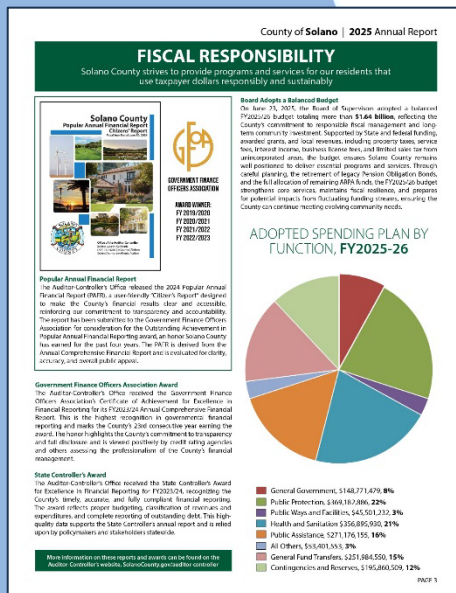 County of Solano | 2025 Annual Report
FISCAL RESPONSIBILITY
Solano County strives to provide programs and services for our residents that
use taxpayer dollars responsibly and sustainably
Solano County
Popular Annual Financial Report
Citizens' Report
GFOA
GOVERNMENT FINANCE
OFFICERS ASSOCIATION
AWARD WINNER:
FY 2019/2020
FY 2020/2021
FY 2021/2022
FY 2022/2023
Popular Annual Financial Report
The Auditor-Controller's Office released the 2024 Popular Annual
Financial Report (PAFR), a user-friendly "Citizen's Report" designed
to make the County's financial results clear and accessible,
reinforcing our commitment to transparency and accountability.
The report has been submitted to the Government Finance Officers
Association for consideration for the Outstanding Achievement in
Popular Annual Financial Reporting award, an honor Solano County
has earned for the past four years. The PAFR is derived from the
Annual Comprehensive Financial Report and is evaluated for clarity,
accuracy, and overall public appeal.
Government Finance Officers Association Award
The Auditor-Controller's Office received the Government Finance
Officers Association's Certificate of Achievement for Excellence in
Financial Reporting for its FY2023/24 Annual Comprehensive Financial
Report. This is the highest recognition in governmental financial
reporting and marks the County's 23rd consecutive year earning the
award. The honor highlights the County's commitment to transparency
and full disclosure and is viewed positively by credit rating agencies
and others assessing the professionalism of the County's financial
management.
State Controller's Award
The Auditor-Controller's Office received the State Controller's Award
for Excellence in Financial Reporting for FY2023/24, recognizing the
County's timely, accurate, and fully compliant financial reporting.
The award reflects proper budgeting, classification of revenues and
expenditures, and complete reporting of outstanding debt. This high-
quality data supports the State Controller's annual report and is relied
upon by policymakers and stakeholders statewide.
More information on these reports and awards can be found on the
Auditor-Controller's website, SolanoCounty.gov/auditor-controller
Board Adopts a Balanced Budget
On June 23, 2025, the Board of Supervisors adopted a balanced
FY2025/26 budget totaling more than $1.64 billion, reflecting the
County's commitment to responsible fiscal management and long-
term community investment. Supported by State and federal funding,
awarded grants, and local revenues, including property taxes, service
fees, interest income, business license fees, and limited sales tax from
unincorporated areas, the budget ensures Solano County remains
well positioned to deliver essential programs and services. Through
careful planning, the retirement of legacy Pension Obligation Bonds,
and the full allocation of remaining ARPA funds, the FY2025/26 budget
strengthens core services, maintains fiscal resilience, and prepares
for potential impacts from fluctuating funding streams, ensuring the
County can continue meeting evolving community needs.
ADOPTED SPENDING PLAN BY
FUNCTION, FY2025-26
General Government, $148,771,479, 8%
Public Protection, $369,182,886, 22%
Public Ways and Facilities, $45,501,232, 3%
Health and Sanitation $356,895,930, 21%
Public Assistance, $271,176,155, 16%
All Others, $53,401,553, 3%
General Fund Transfers, $251,984,550, 15%
Contingencies and Reserves, $195,860,509, 12%
PAGE 3